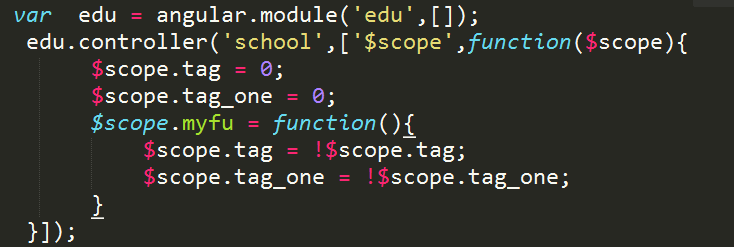 var  edu = angular.module('edu',[]);
edu.controller('school',['$scope',function($scope){
$scope.tag = 0;
$scope.tag_one = 0;
$scope.myfu = function(){
$scope.tag = !$scope.tag;
$scope.tag_one = !$scope.tag_one;
}
}]);